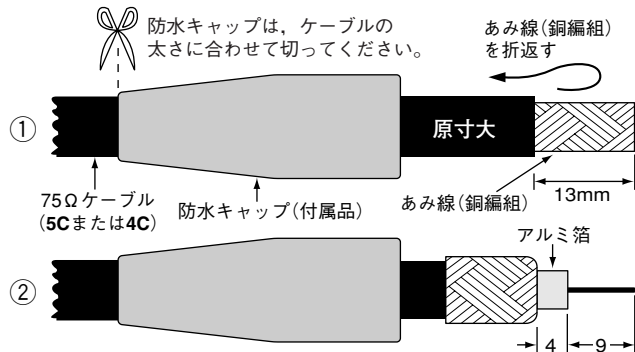 防水キャップは，ケーブルの
太さに合わせて切ってください。
あみ線(銅編組)
を折返す
①
原寸大
75Ωケーブル
(5Cまたは4C)
防水キャップ(付属品)
あみ線(銅編組)
13mm
アルミ箔
②
4
9